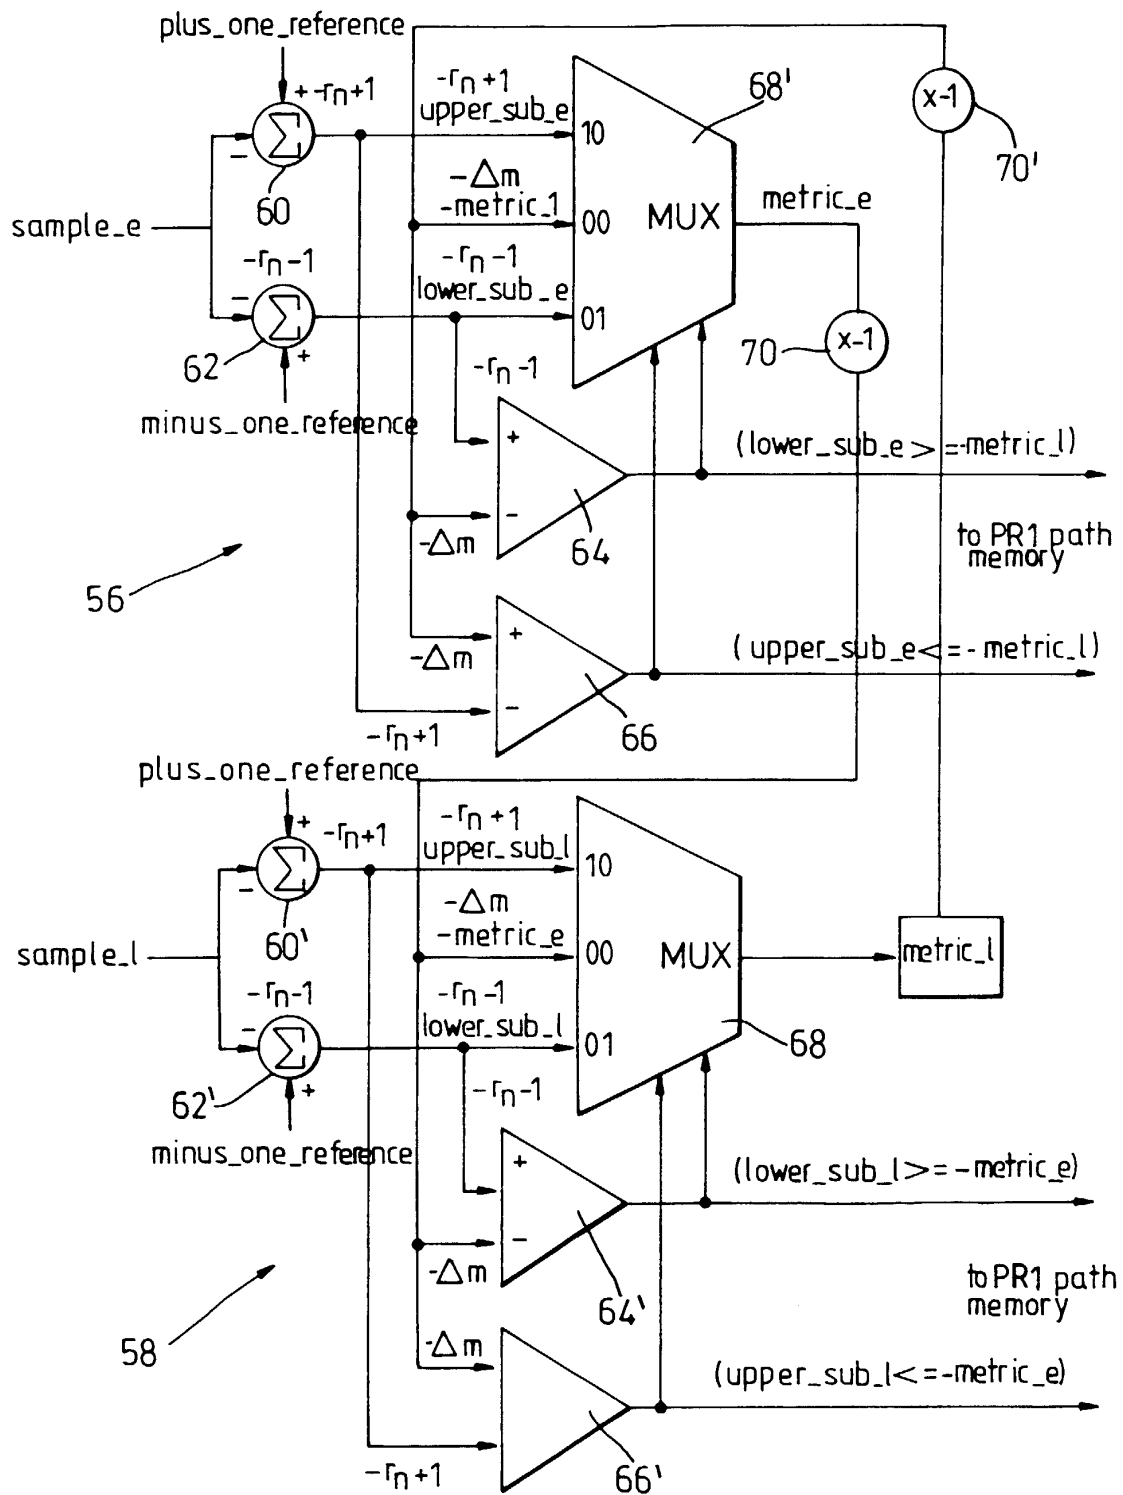 plus_one_reference
+ -rn+1
-rn+1
upper_sub_e
10
68'
x-1
70'
Σ
-
60
-Δm
-metric_1
00
MUX
metric_e
sample_e
-rn-1
-rn-1
lower_sub_e
01
-
Σ
+
62
70
x-1
minus_one_reference
-rn-1
+
-
64
(lower_sub_e>=-metric_l)
-Δm
to PR1 path
memory
56
+
-Δm
-
66
(upper_sub_e<=- metric_l)
-rn+1
plus_one_reference
+
-rn+1
-rn+1
upper_sub_l
10
Σ
-
60'
-Δm
-metric_e
00
MUX
metric_l
sample_l
-rn-1
-rn-1
lower_sub_l
01
68
-
Σ
+
62'
minus_one_reference
-rn-1
+
-
64'
(lower_sub_l>=-metric_e)
-Δm
to PR1 path
memory
58
-Δm
66'
(upper_sub_l<=-metric_e)
-rn+1